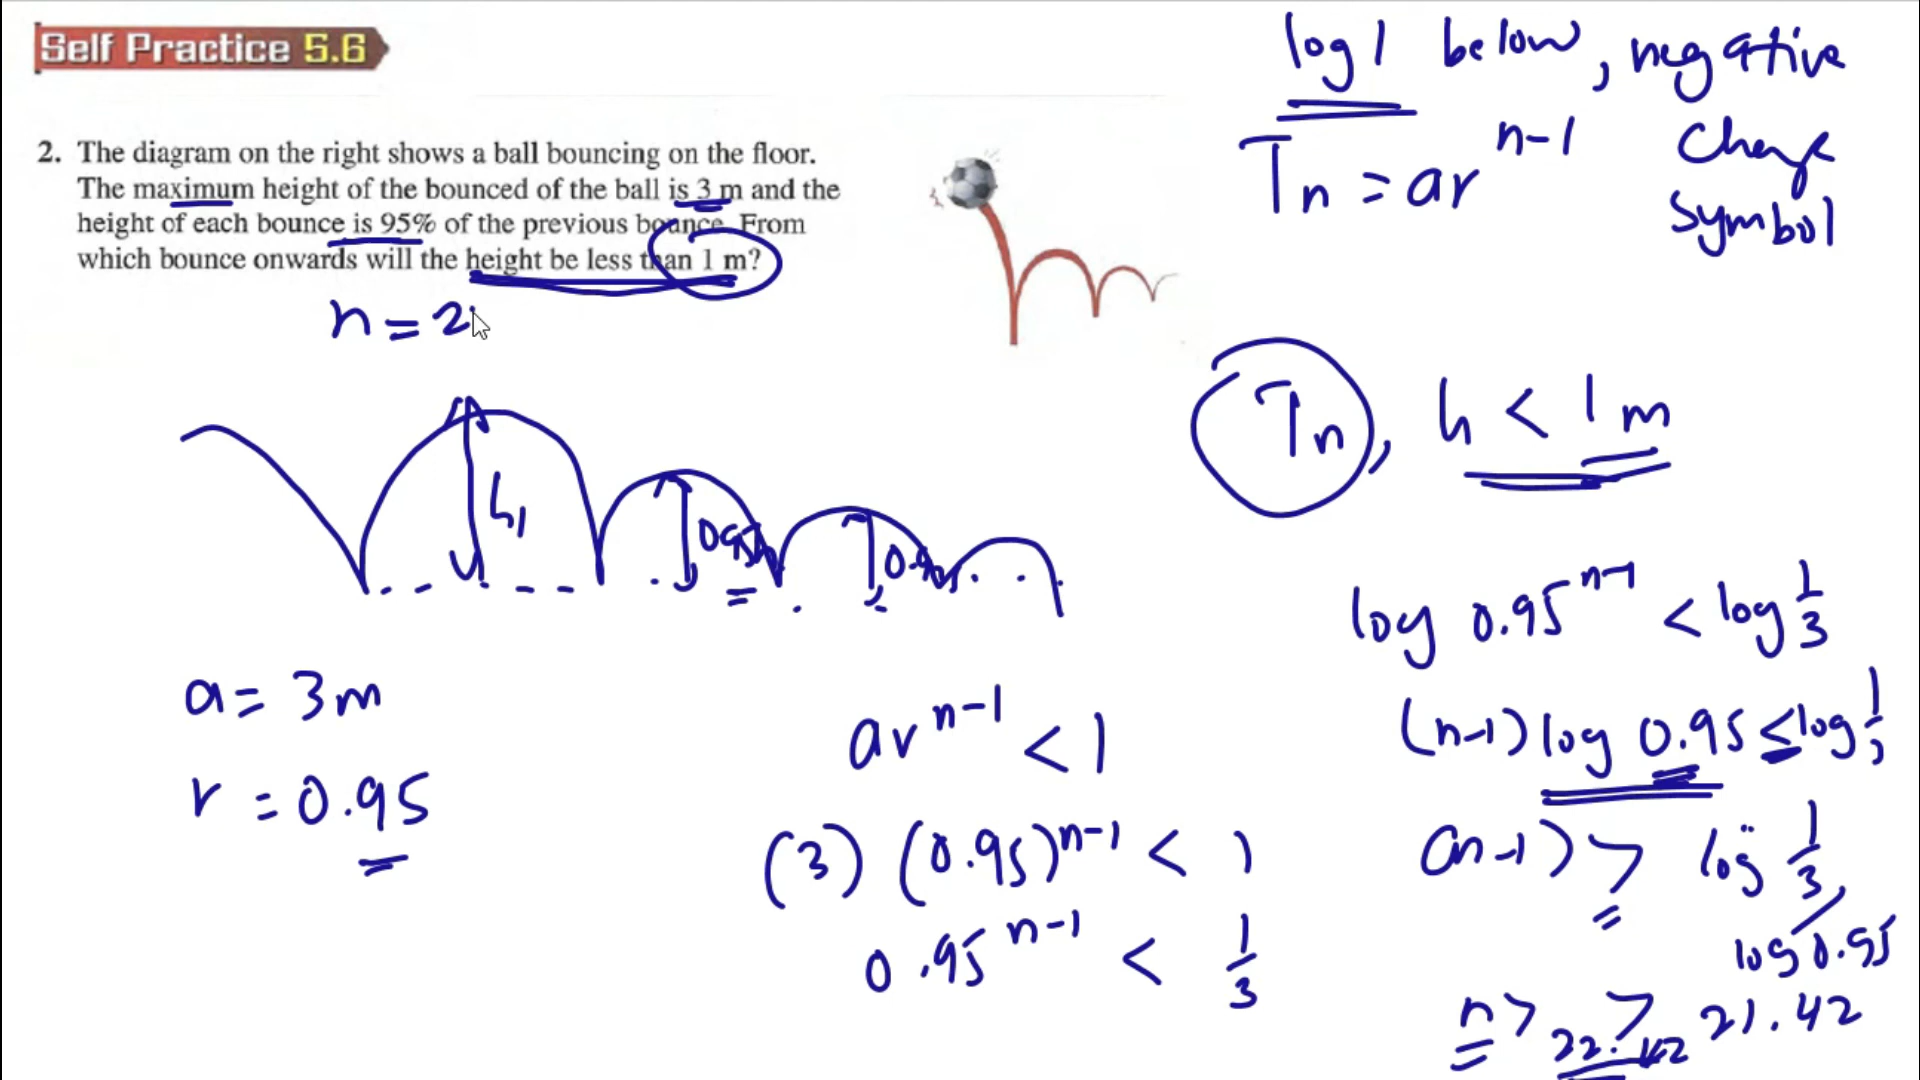 Self Practice 5.6
2. The diagram on the right shows a ball bouncing on the floor.
The maximum height of the bounced of the ball is 3 m and the
height of each bounce is 95% of the previous bounce. From
which bounce onwards will the height be less than 1 m?
n = 2
log 1 below, negative
change
symbol
Tn = ar^n-1
Tn, h < 1 m
h1
a = 3m
r = 0.95
ar^n-1 < 1
(3) (0.95)^n-1 < 1
0.95^n-1 < 1/3
log 0.95^n-1 < log 1/3
(n-1) log 0.95 ≤ log
(n-1) > log 1/3 / log 0.95
n > 22.42 > 21.42